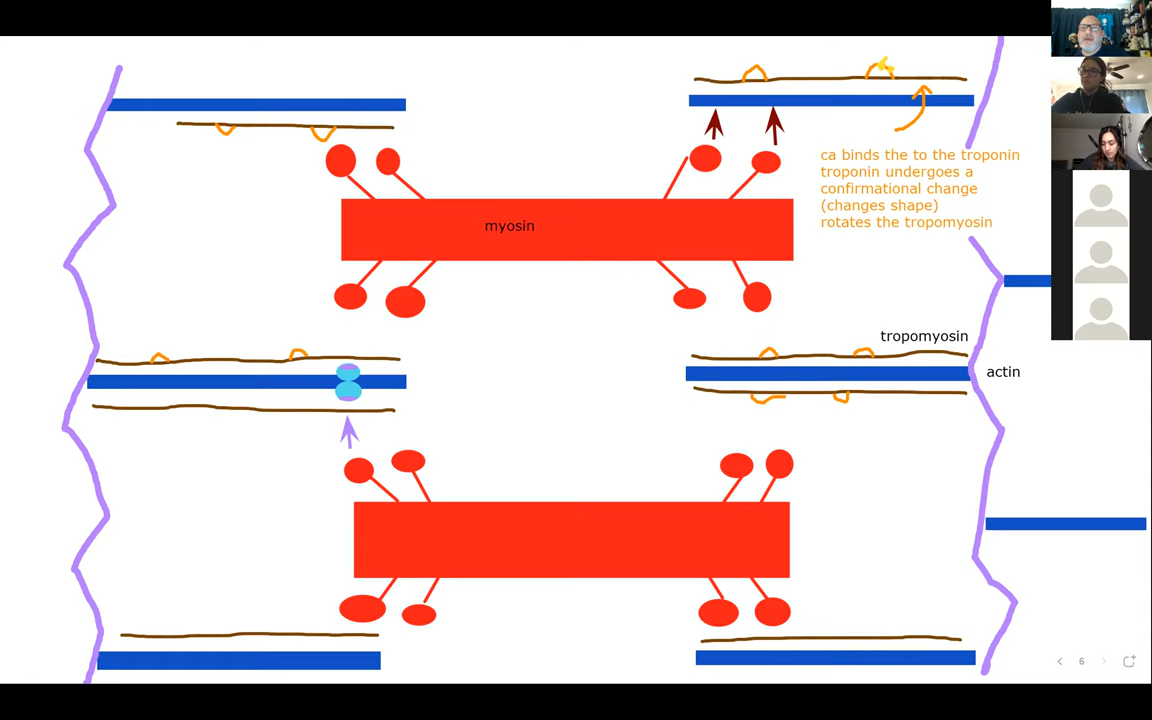 ca binds the to the troponin
troponin undergoes a
confirmational change
(changes shape)
rotates the tropomyosin
myosin
tropomyosin
actin
6